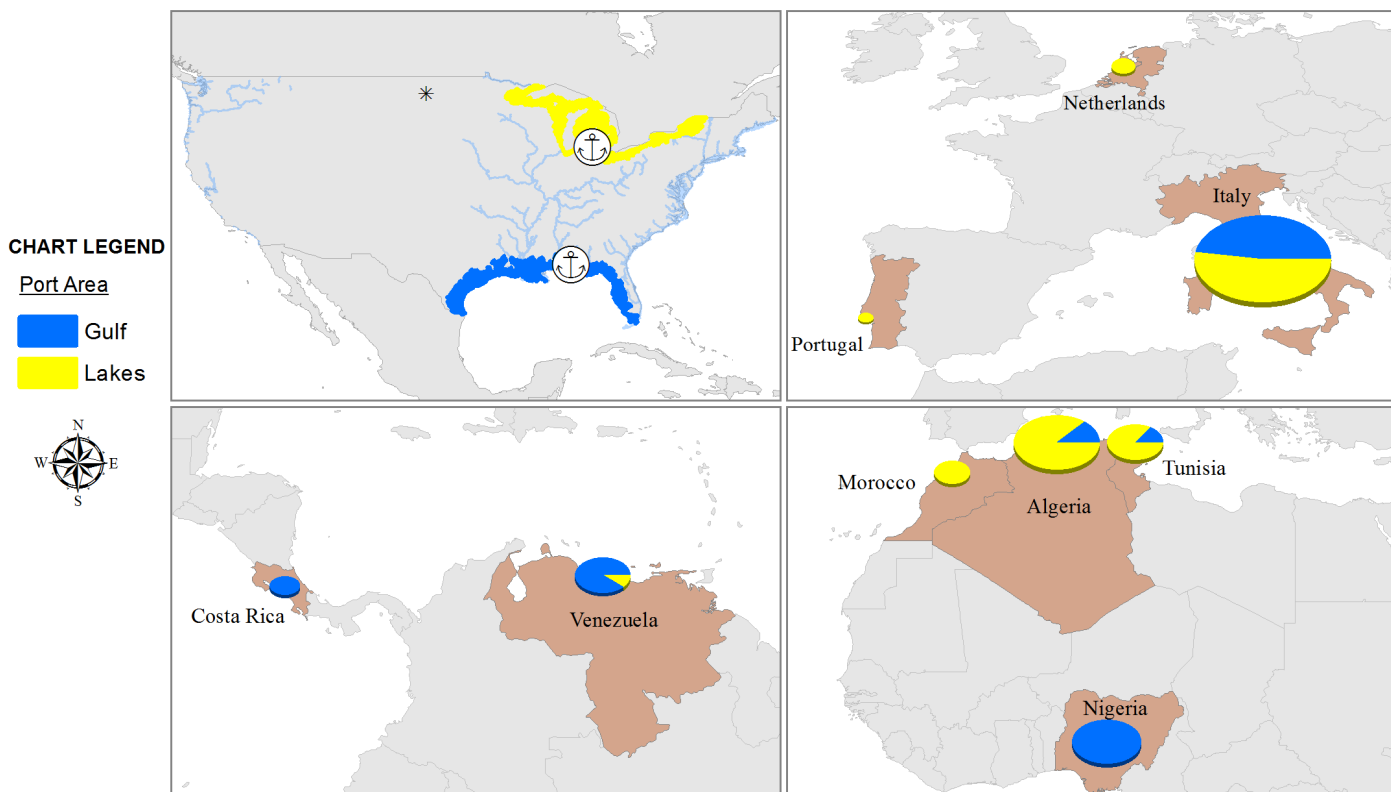 CHART LEGEND
Port Area
Gulf
Lakes
N
W
E
S
Netherlands
Italy
Portugal
Costa Rica
Venezuela
Morocco
Algeria
Tunisia
Nigeria